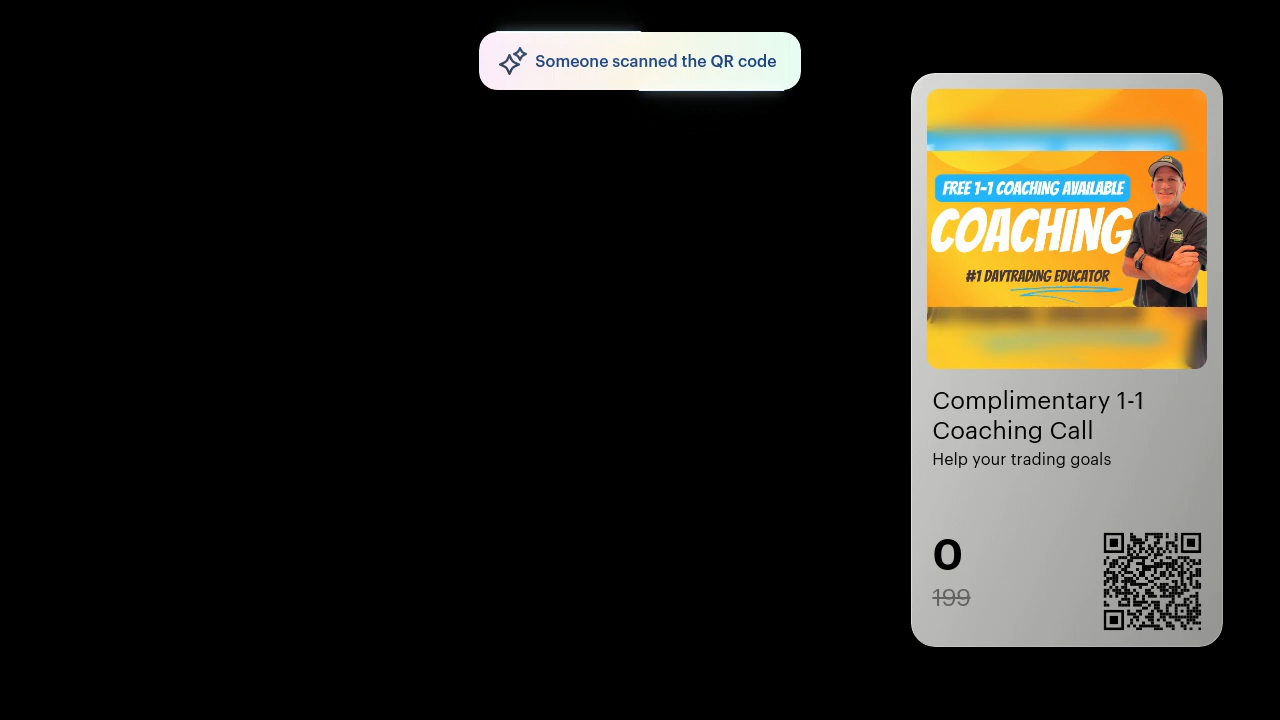 Someone scanned the QR code
FREE 1-1 COACHING AVAILABLE
COACHING
#1 DAYTRADING EDUCATOR
Complimentary 1-1
Coaching Call
Help your trading goals
0
199